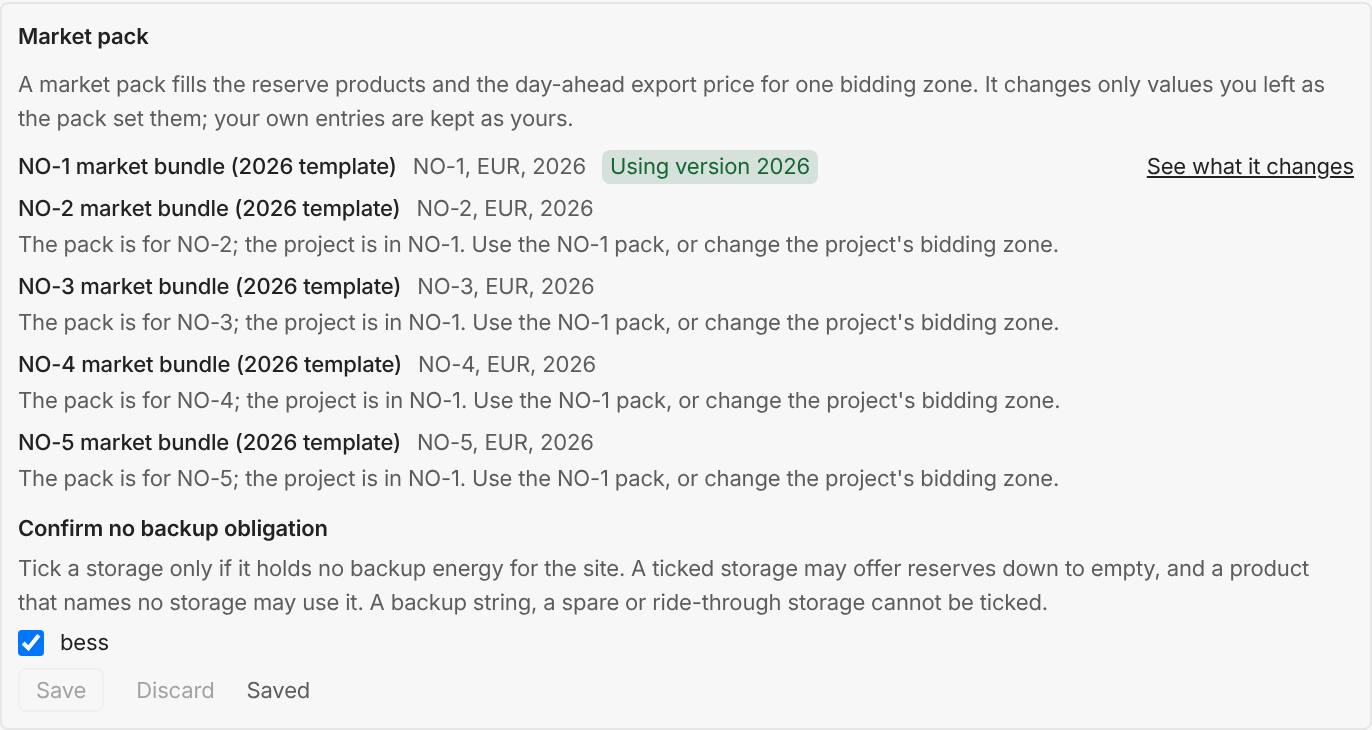 Market pack
A market pack fills the reserve products and the day-ahead export price for one bidding zone. It changes only values you left as
the pack set them; your own entries are kept as yours.
NO-1 market bundle (2026 template) NO-1, EUR, 2026 Using version 2026 See what it changes
NO-2 market bundle (2026 template) NO-2, EUR, 2026
The pack is for NO-2; the project is in NO-1. Use the NO-1 pack, or change the project's bidding zone.
NO-3 market bundle (2026 template) NO-3, EUR, 2026
The pack is for NO-3; the project is in NO-1. Use the NO-1 pack, or change the project's bidding zone.
NO-4 market bundle (2026 template) NO-4, EUR, 2026
The pack is for NO-4; the project is in NO-1. Use the NO-1 pack, or change the project's bidding zone.
NO-5 market bundle (2026 template) NO-5, EUR, 2026
The pack is for NO-5; the project is in NO-1. Use the NO-1 pack, or change the project's bidding zone.
Confirm no backup obligation
Tick a storage only if it holds no backup energy for the site. A ticked storage may offer reserves down to empty, and a product
that names no storage may use it. A backup string, a spare or ride-through storage cannot be ticked.
bess
Save Discard Saved